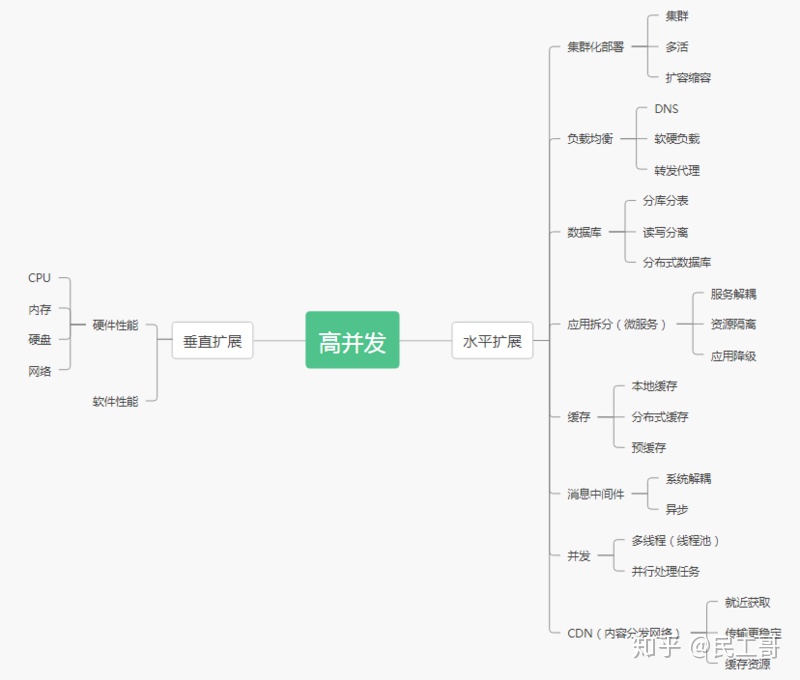 高并发
垂直扩展
硬件性能
CPU
内存
硬盘
网络
软件性能
水平扩展
集群化部署
集群
多活
扩容缩容
负载均衡
DNS
软硬负载
转发代理
数据库
分库分表
读写分离
分布式数据库
应用拆分（微服务）
服务解耦
资源隔离
应用降级
缓存
本地缓存
分布式缓存
预缓存
消息中间件
系统解耦
异步
并发
多线程（线程池）
并行处理任务
CDN（内容分发网络）
就近获取
传输更稳定
缓存资源
知乎 @民工哥